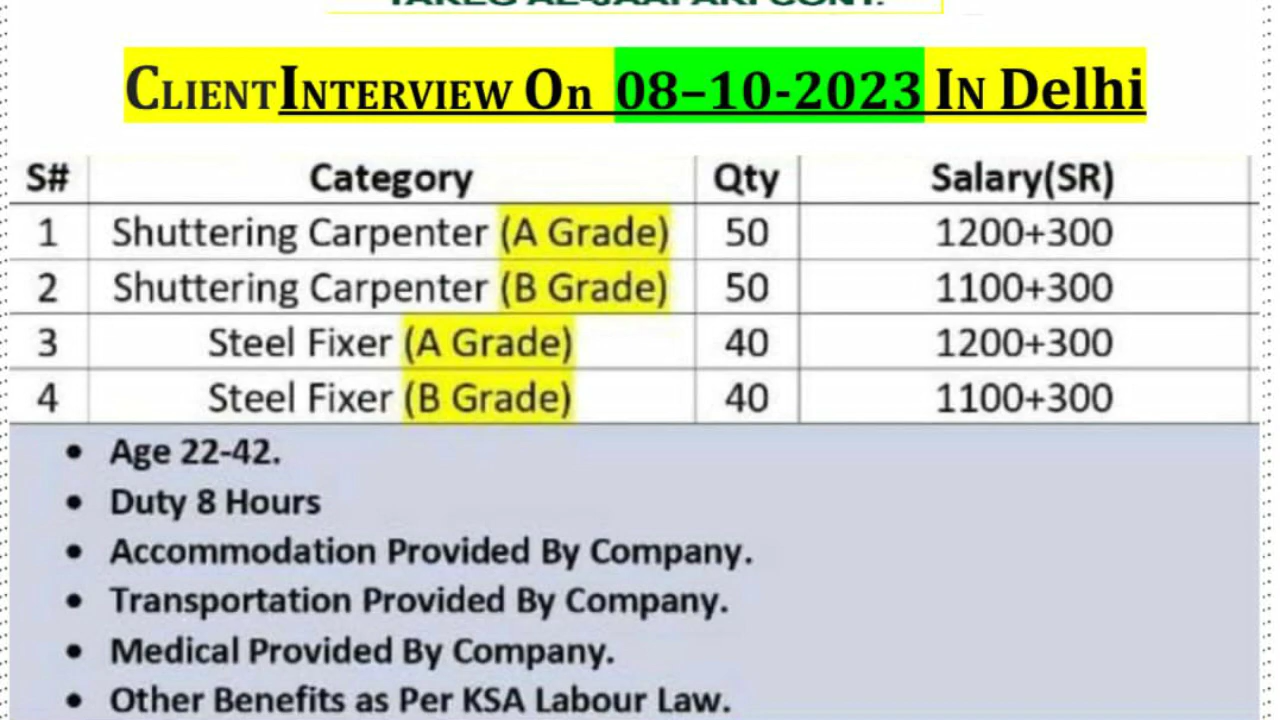 CLIENT INTERVIEW On 08–10-2023 IN Delhi
S# Category Qty Salary(SR)
1 Shuttering Carpenter (A Grade) 50 1200+300
2 Shuttering Carpenter (B Grade) 50 1100+300
3 Steel Fixer (A Grade) 40 1200+300
4 Steel Fixer (B Grade) 40 1100+300
• Age 22-42.
• Duty 8 Hours
• Accommodation Provided By Company.
• Transportation Provided By Company.
• Medical Provided By Company.
• Other Benefits as Per KSA Labour Law.